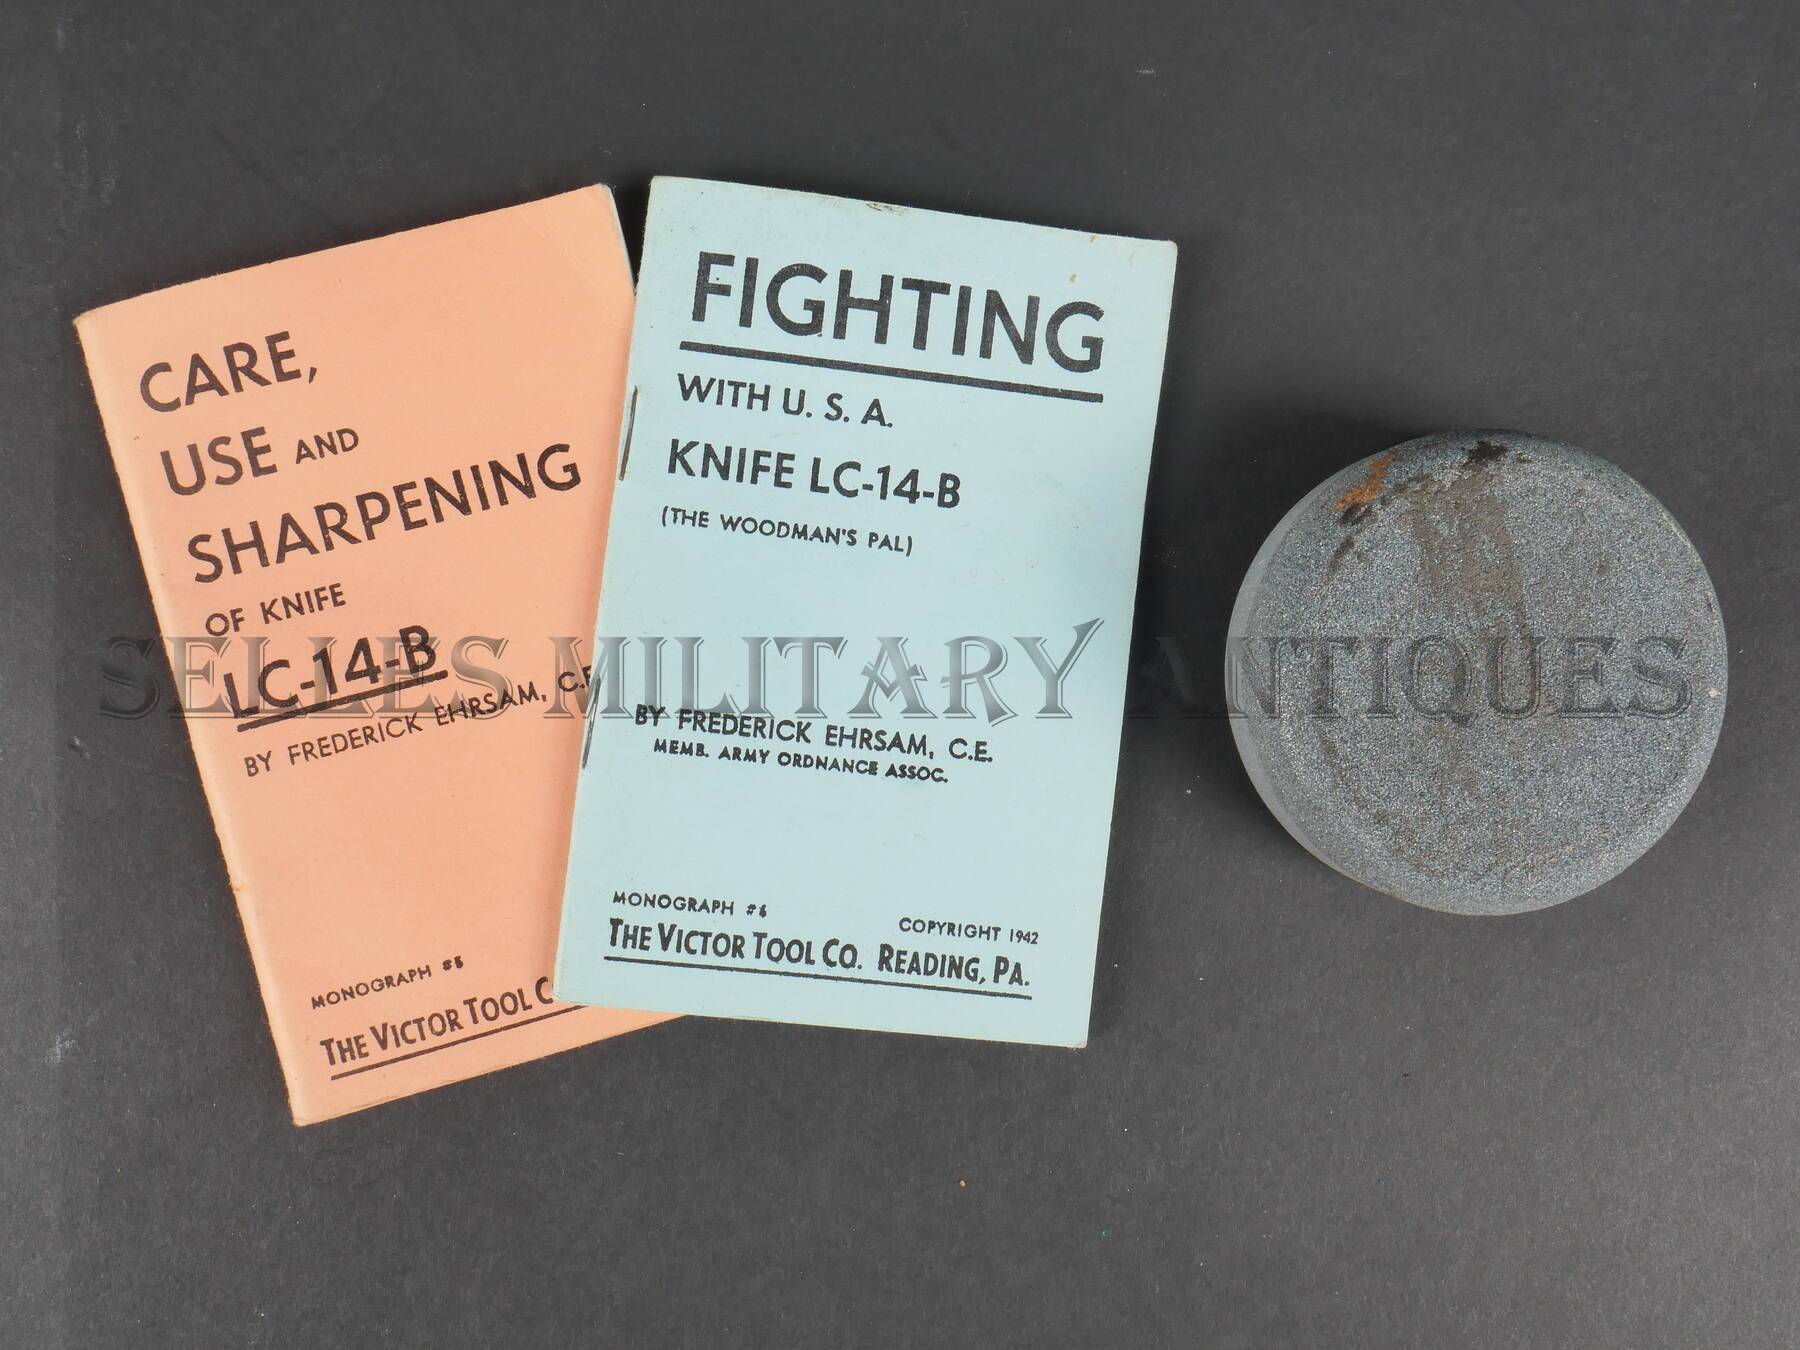 CARE,
USE AND
SHARPENING
OF KNIFE
LC-14-B
BY FREDERICK EHRSAM, C.E
MONOGRAPH #5
THE VICTOR TOOL C
FIGHTING
WITH U. S. A.
KNIFE LC-14-B
(THE WOODMAN'S PAL)
BY FREDERICK EHRSAM, C.E.
MEMB. ARMY ORDNANCE ASSOC.
MONOGRAPH #6
COPYRIGHT 1942
THE VICTOR TOOL CO. READING, PA.
SELLES MILITARY ANTIQUES